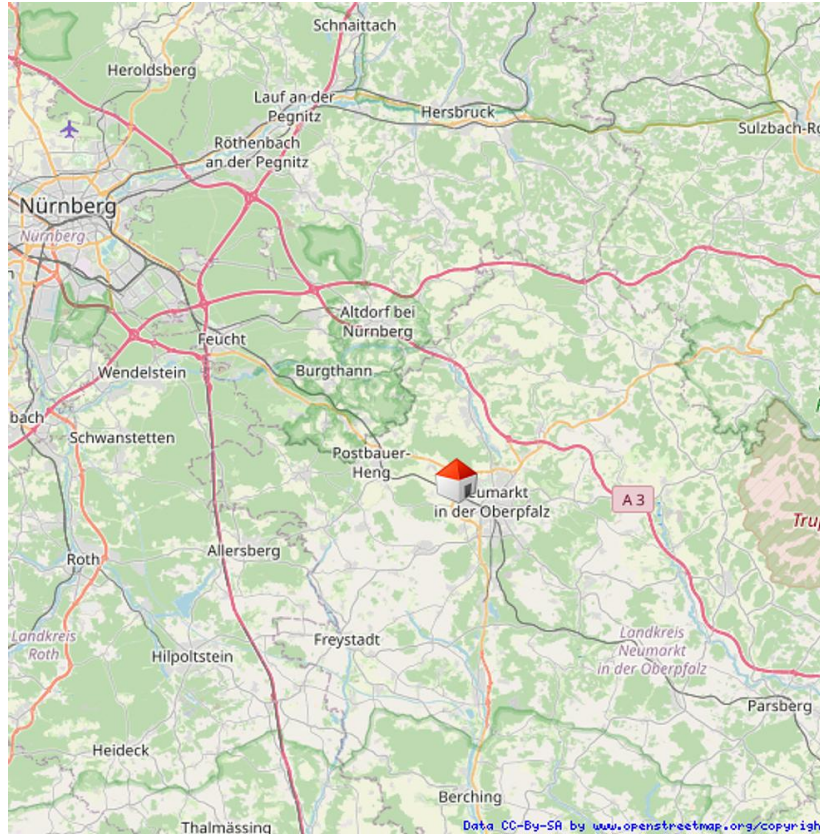 Schnaittach
Heroldsberg
Lauf an der
Pegnitz
Hersbruck
Sulzbach-Ro
Röthenbach
an der Pegnitz
Nürnberg
Nürnberg
n
Altdorf bei
Nürnberg
Feucht
Wendelstein
Burgthann
bach
Schwanstetten
Postbauer-
Heng
eumarkt
in der Oberpfalz
A 3
Trup
Roth
Allersberg
Landkreis
Roth
Freystadt
Hilpoltstein
Landkreis
Neumarkt
in der Oberpfalz
Parsberg
Heideck
Berching
Thalmässing
Data CC-By-SA by www.openstreetmap.org/copyrigh